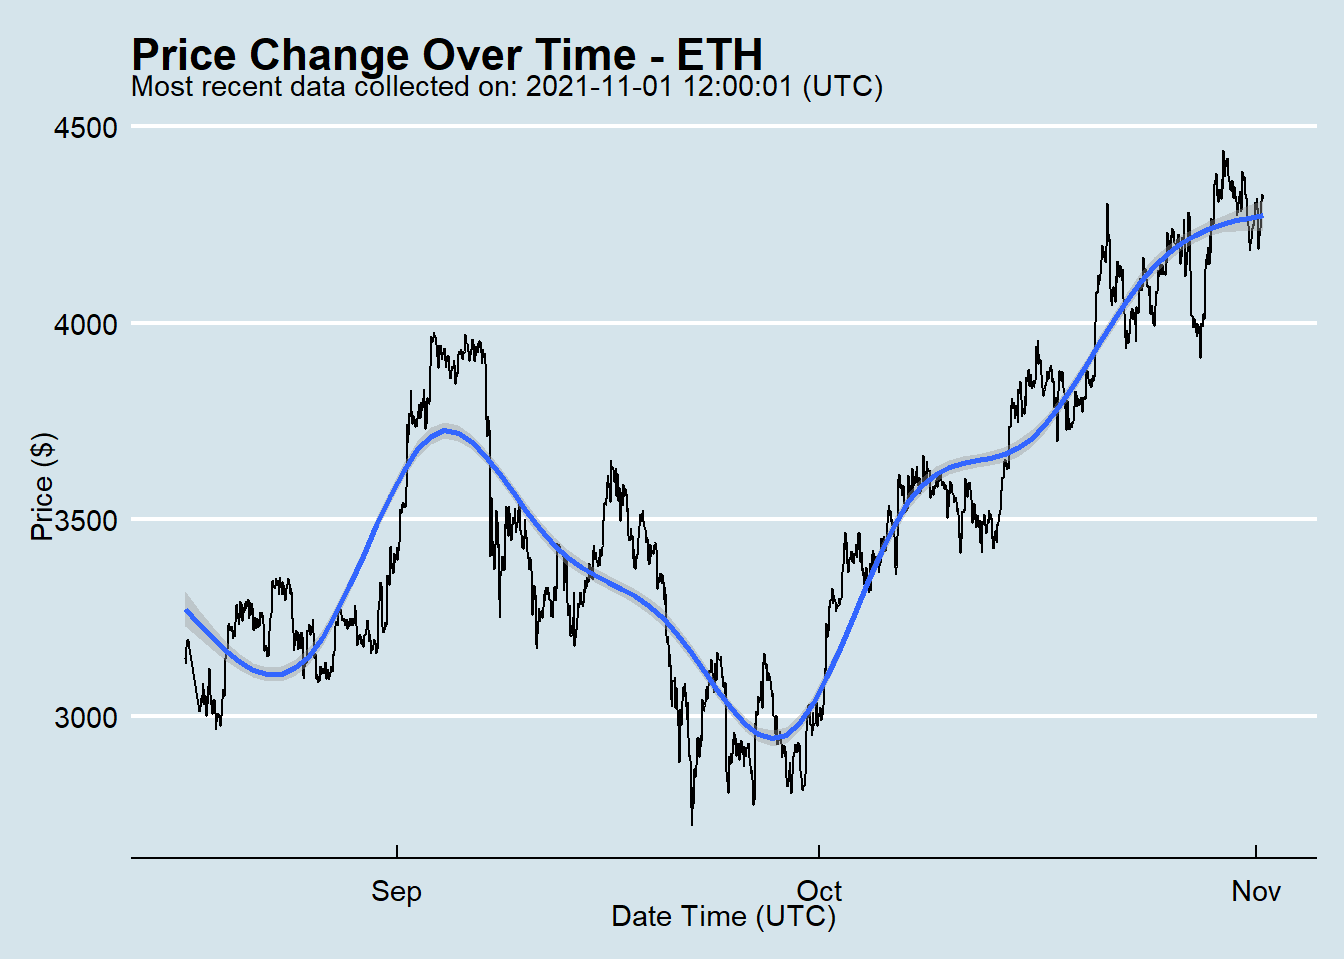 Price Change Over Time - ETH
Most recent data collected on: 2021-11-01 12:00:01 (UTC)
4500
4000
3500
3000
Price ($)
Sep
Oct
Nov
Date Time (UTC)